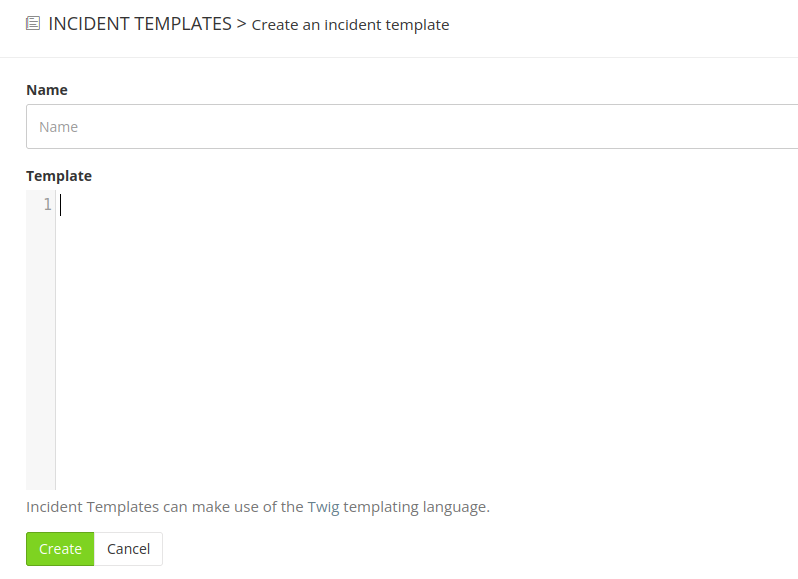 INCIDENT TEMPLATES > Create an incident template
Name
Name
Template
1
Incident Templates can make use of the Twig templating language.
Create Cancel